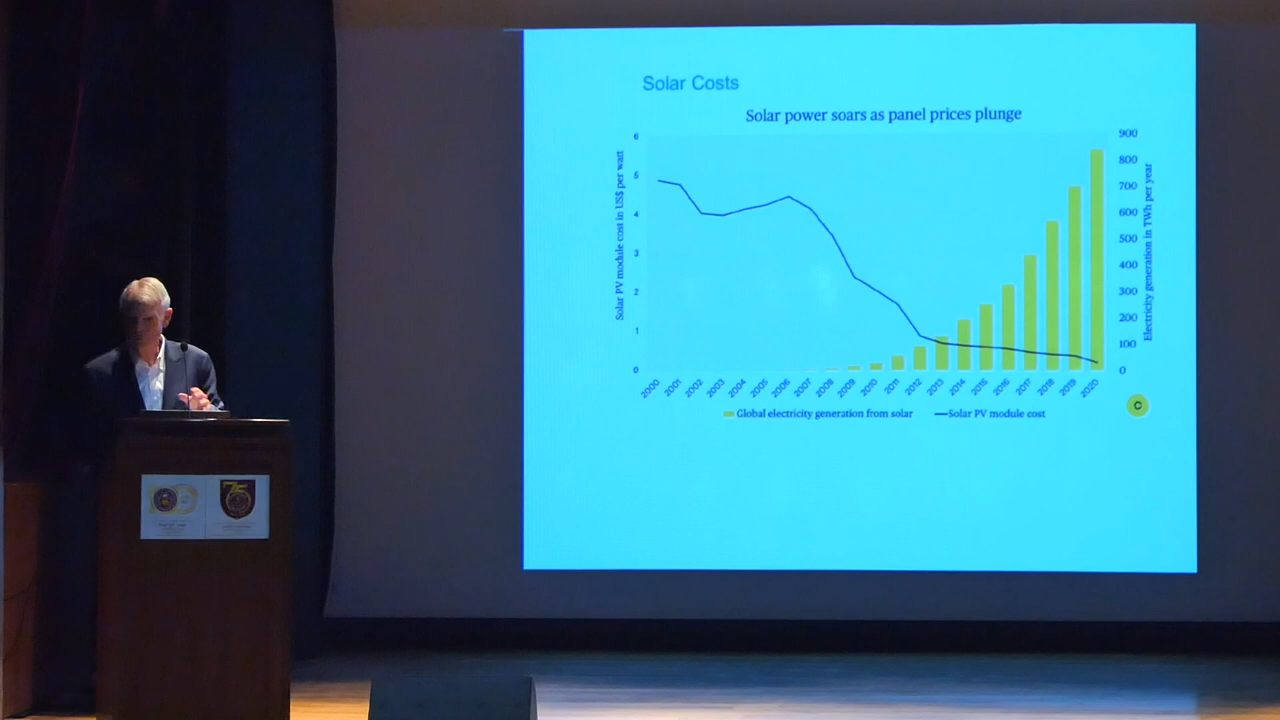 Solar Costs
Solar power soars as panel prices plunge
Solar PV module cost in US$ per watt
6
5
4
3
2
1
0
900
800
700
600
500
400
300
200
100
0
Electricity generation in TWh per year
2000 2001 2002 2003 2004 2005 2006 2007 2008 2009 2010 2011 2012 2013 2014 2015 2016 2017 2018 2019 2020
Global electricity generation from solar Solar PV module cost
C
75